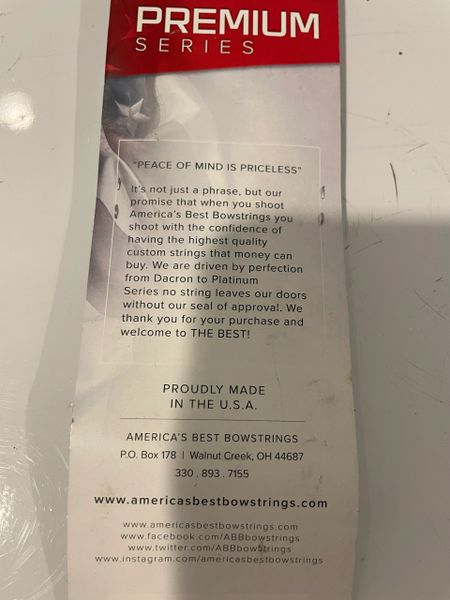 PREMIUM
SERIES
"PEACE OF MIND IS PRICELESS"
It's not just a phrase, but our
promise that when you shoot
America's Best Bowstrings you
shoot with the confidence of
having the highest quality
custom strings that money can
buy. We are driven by perfection
from Dacron to Platinum
Series no string leaves our doors
without our seal of approval. We
thank you for your purchase and
welcome to THE BEST!
PROUDLY MADE
IN THE U.S.A.
AMERICA'S BEST BOWSTRINGS
P.O. Box 178 | Walnut Creek, OH 44687
330 . 893 . 7155
www.americasbestbowstrings.com
www.americasbestbowstrings.com
www.facebook.com/ABBbowstrings
www.twitter.com/ABBbowstrings
www.instagram.com/americasbestbowstrings